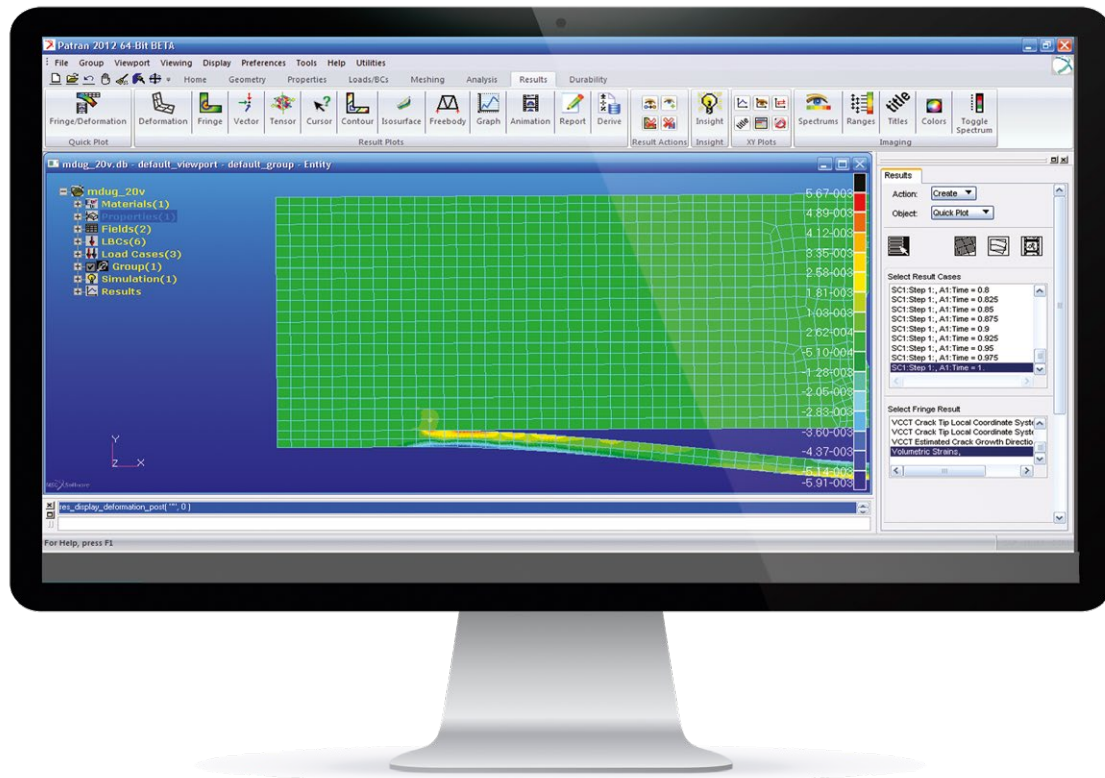 Patran 2012 64-Bit BETA
File Group Viewport Viewing Display Preferences Tools Help Utilities
Home Geometry Properties Loads/BCs Meshing Analysis Results Durability
Fringe/Deformation Deformation Fringe Vector Tensor Cursor Contour Isosurface Freebody Graph Animation Report Derive Insight Spectrums Ranges Titles Colors Toggle Spectrum
Quick Plot Result Plots Result Actions Insight XY Plots Imaging
mdug_20v.db - default_viewport - default_group - Entity
mdug_20v
Materials(1)
Properties(1)
Fields(2)
LBCs(6)
Load Cases(3)
Group(1)
Simulation(1)
Results
5.67-003
4.89-003
4.12-003
3.35-003
2.58-003
1.81-003
1.03-003
2.62-004
-5.10-004
-1.28-003
-2.05-003
-2.83-003
-3.60-003
-4.37-003
-5.14-003
-5.91-003
Y
Z X
Results
Action: Create
Object: Quick Plot
Select Result Cases
SC1:Step 1:, A1:Time = 0.8
SC1:Step 1:, A1:Time = 0.825
SC1:Step 1:, A1:Time = 0.85
SC1:Step 1:, A1:Time = 0.875
SC1:Step 1:, A1:Time = 0.9
SC1:Step 1:, A1:Time = 0.925
SC1:Step 1:, A1:Time = 0.95
SC1:Step 1:, A1:Time = 0.975
SC1:Step 1:, A1:Time = 1.
Select Fringe Result
VCCT Crack Tip Local Coordinate Syste
VCCT Crack Tip Local Coordinate Syste
VCCT Estimated Crack Growth Directio
Volumetric Strains,
res_display_deformation_post( "", 0 )
For Help, press F1